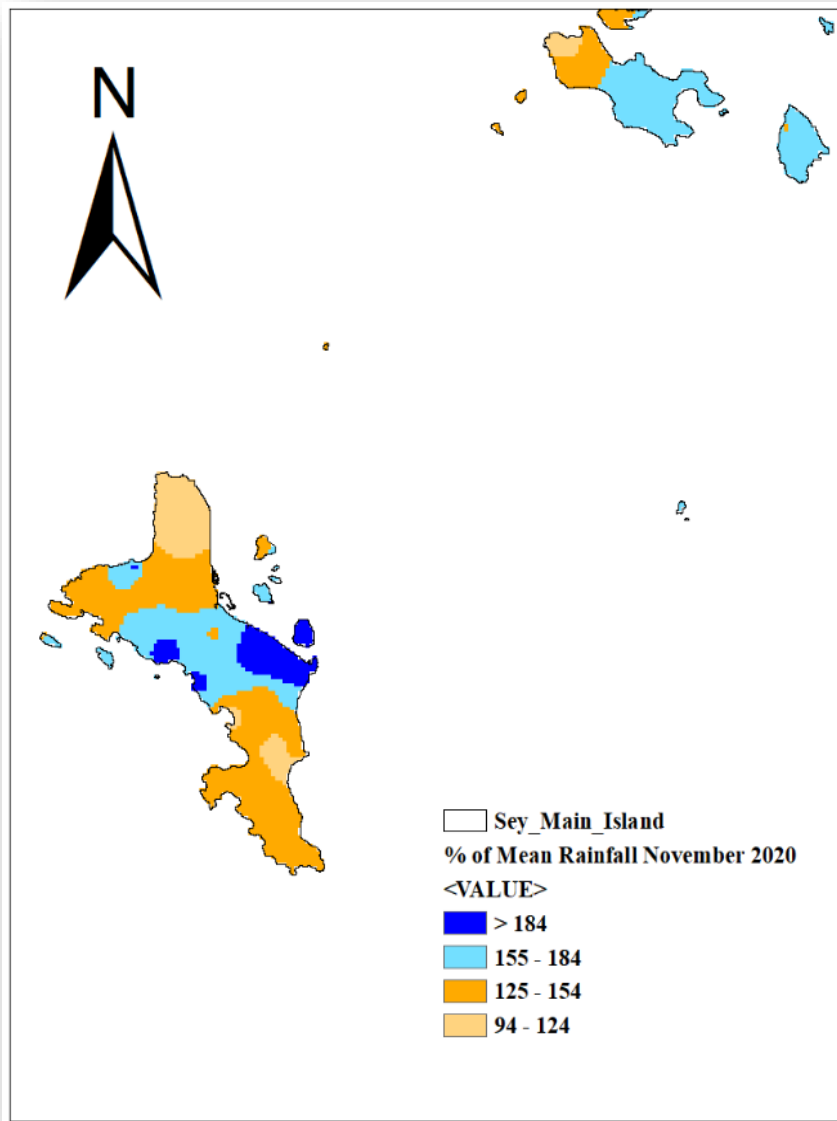 N
Sey_Main_Island
% of Mean Rainfall November 2020
<VALUE>
> 184
155 - 184
125 - 154
94 - 124